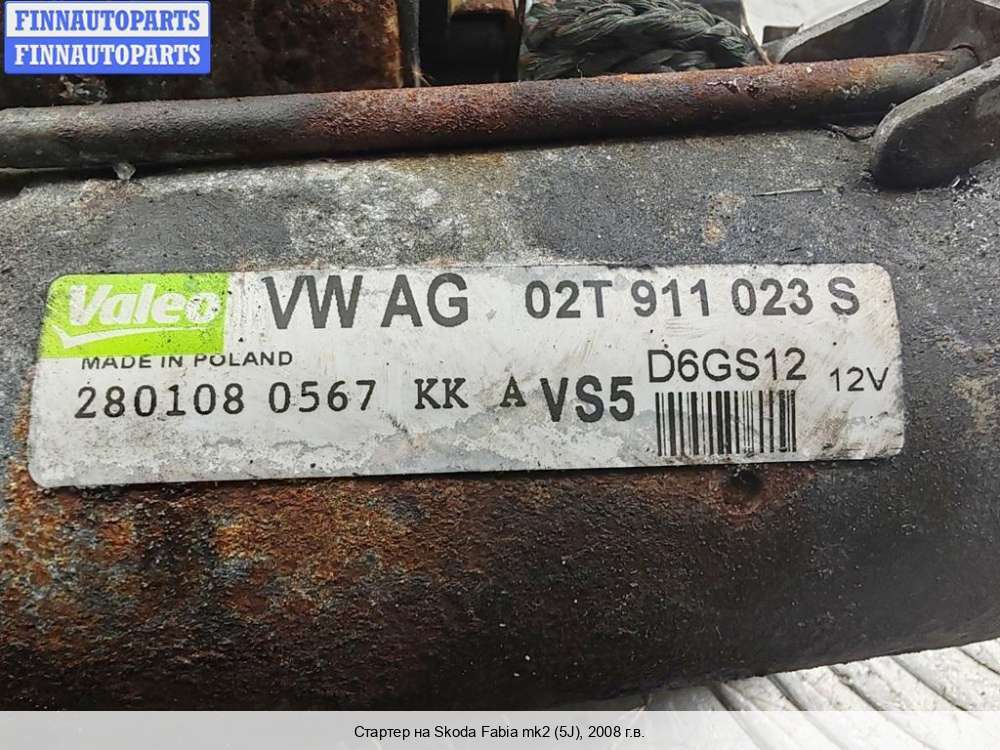 FINNAUTOPARTS
FINNAUTOPARTS
Valeo VW AG 02T 911 023 S
MADE IN POLAND
280108 0567 KK A VS5 D6GS12 12V
Стартер на Skoda Fabia mk2 (5J), 2008 г.в.